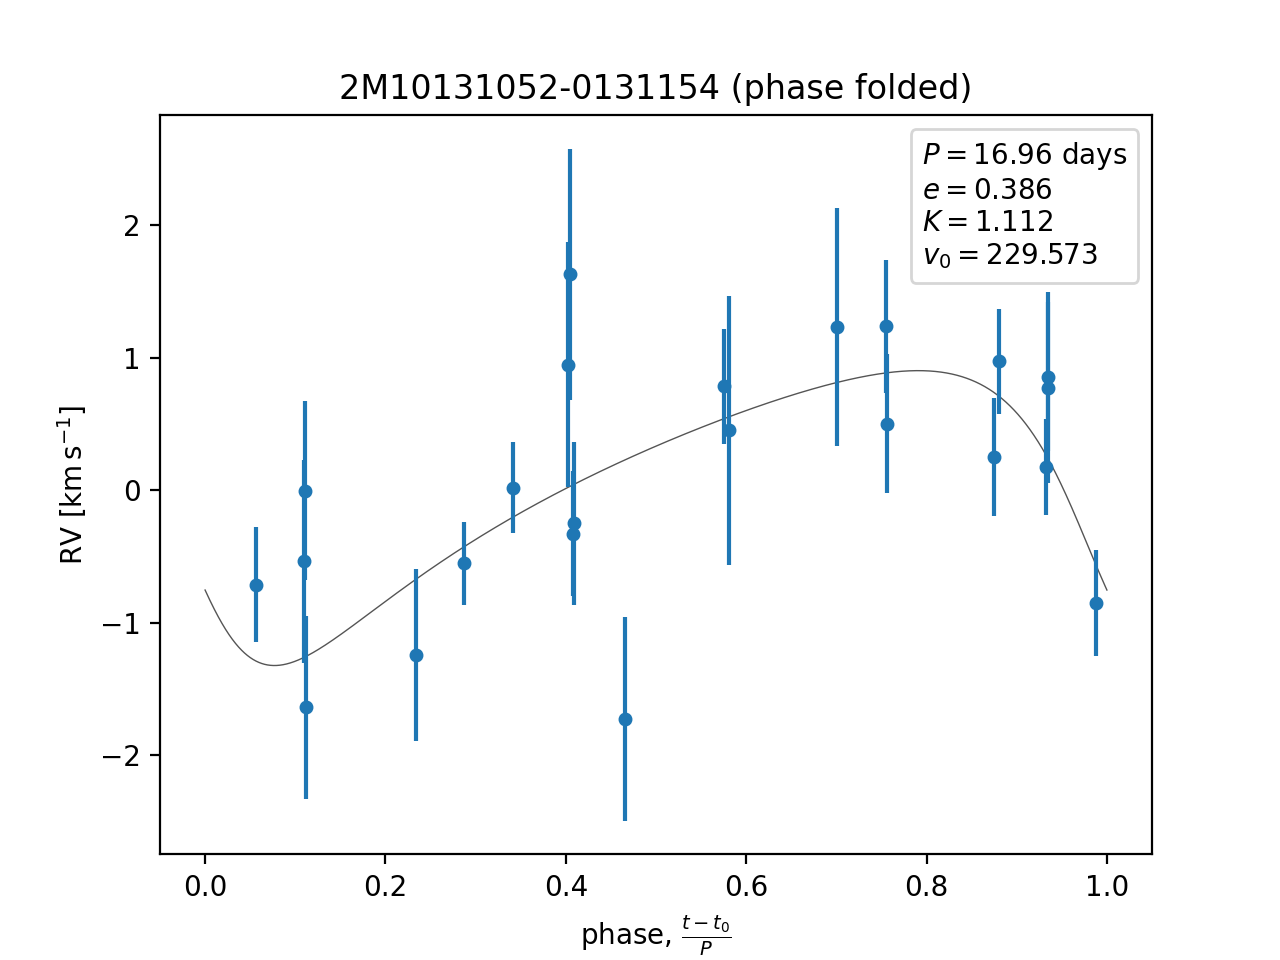 2M10131052-0131154 (phase folded)
P = 16.96 days
e = 0.386
K = 1.112
v₀ = 229.573
2
1
0
−1
−2
RV [km s⁻¹]
0.0 0.2 0.4 0.6 0.8 1.0
phase, (t − t₀)/P